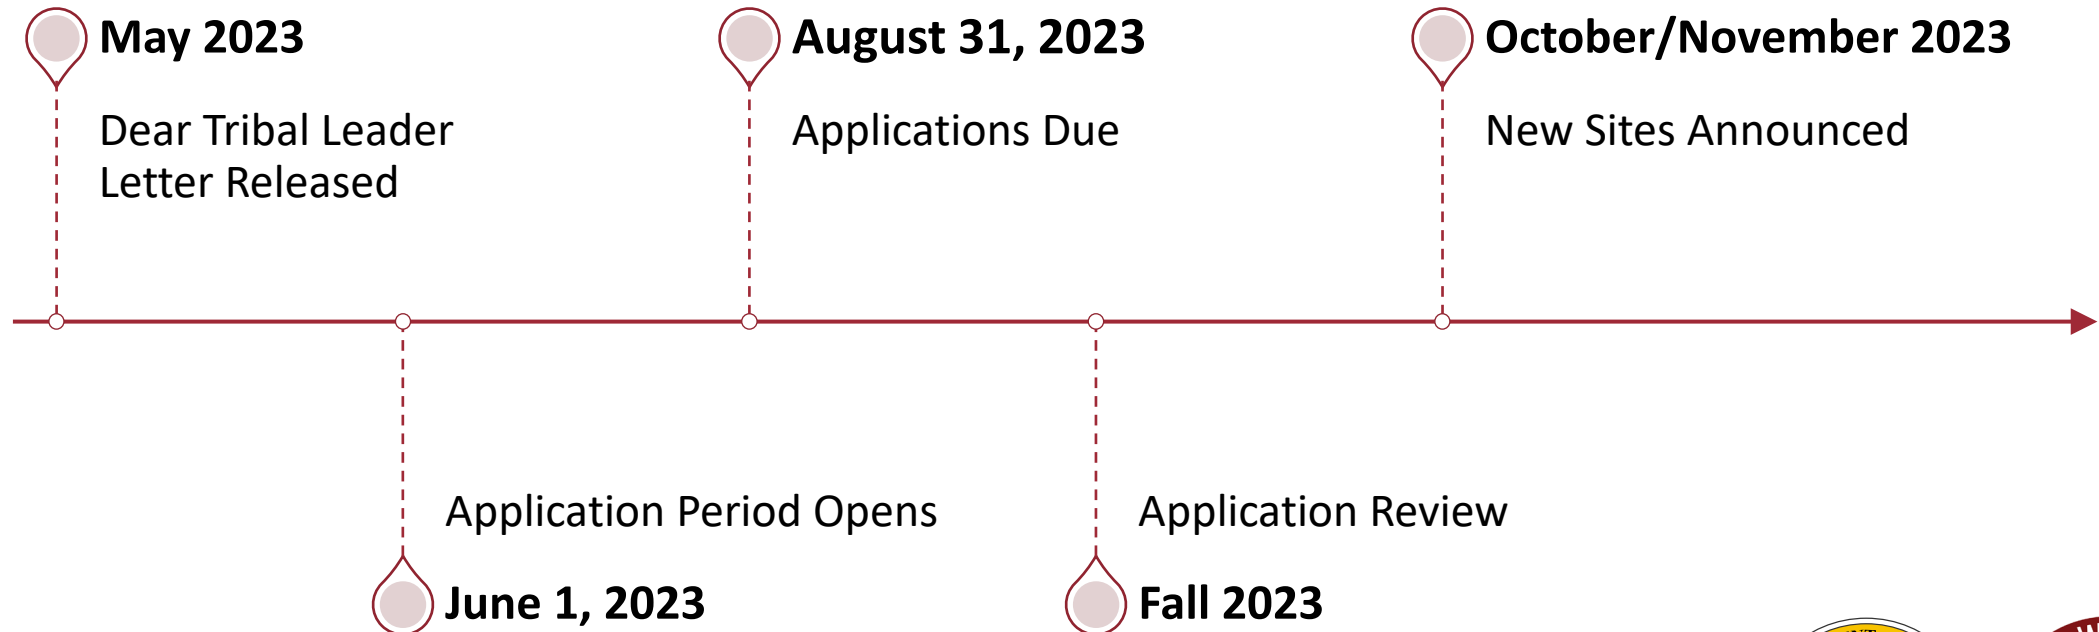 May 2023
Dear Tribal Leader
Letter Released
August 31, 2023
Applications Due
October/November 2023
New Sites Announced
Application Period Opens
June 1, 2023
Application Review
Fall 2023